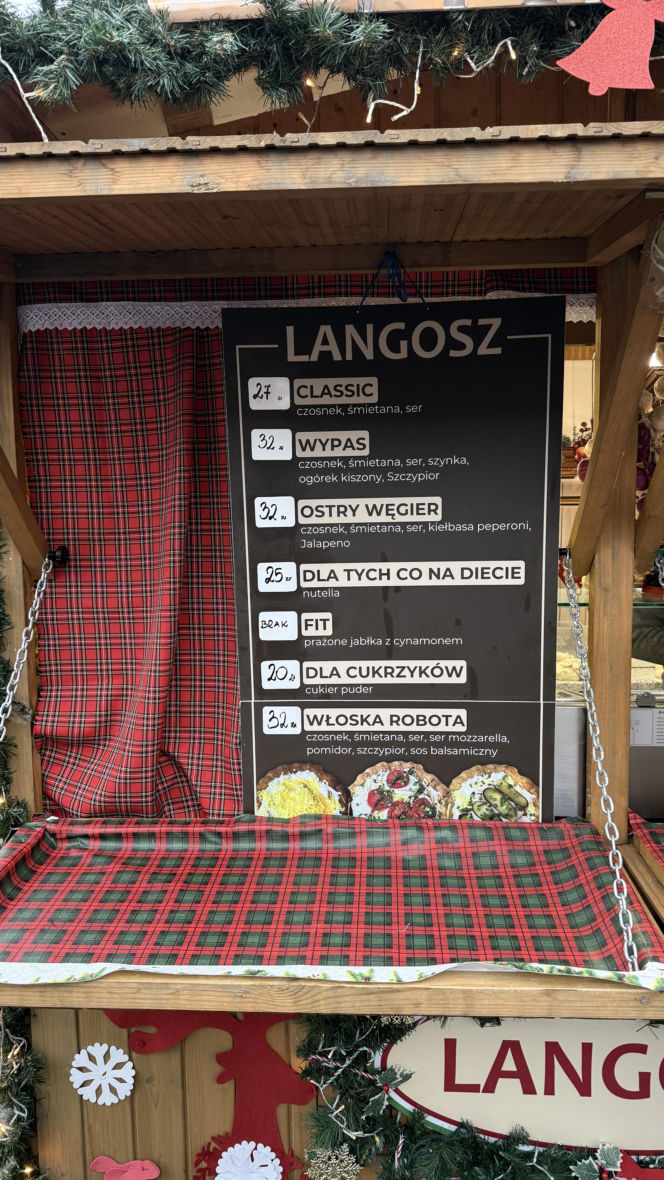 LANGOSZ
27 zł CLASSIC
czosnek, śmietana, ser
32 zł WYPAS
czosnek, śmietana, ser, szynka,
ogórek kiszony, Szczypior
32 zł OSTRY WĘGIER
czosnek, śmietana, ser, kiełbasa peperoni,
Jalapeno
25 zł DLA TYCH CO NA DIECIE
nutella
BRAK FIT
prażone jabłka z cynamonem
20 zł DLA CUKRZYKÓW
cukier puder
32 zł WŁOSKA ROBOTA
czosnek, śmietana, ser, ser mozzarella,
pomidor, szczypior, sos balsamiczny
LANGO